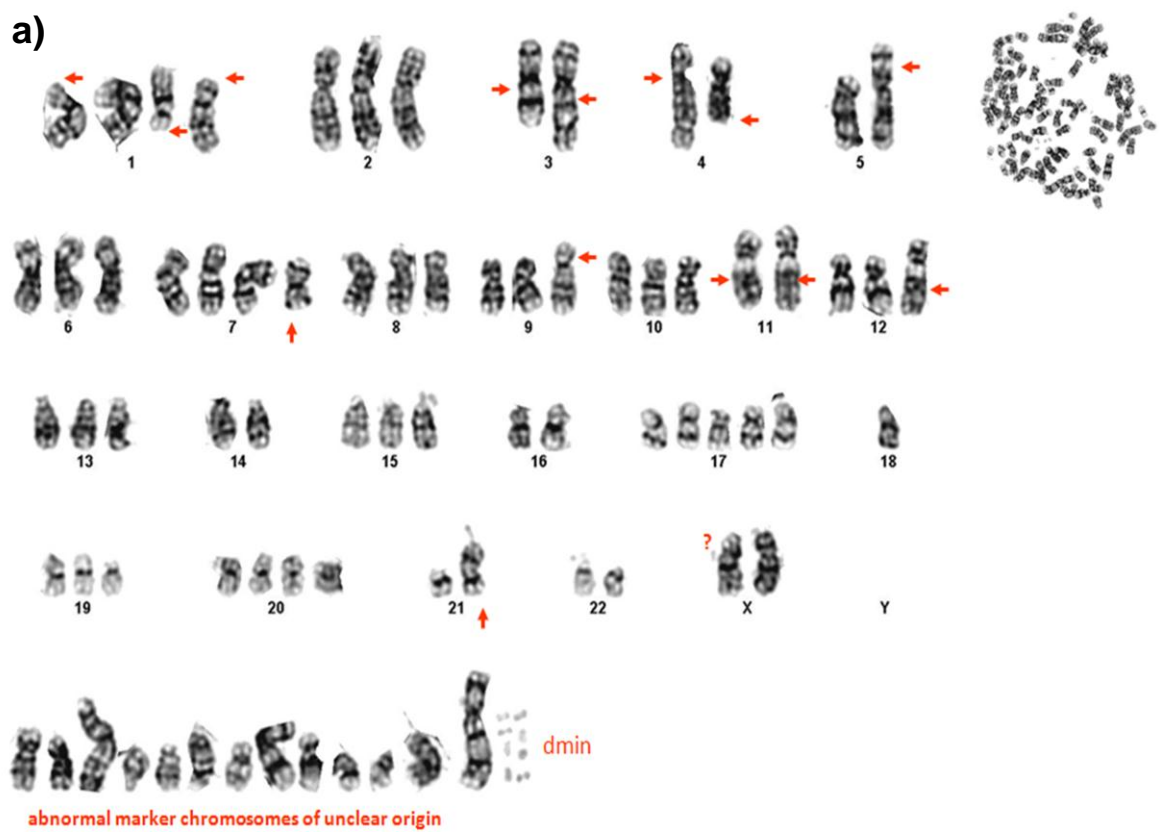 a)
1 2 3 4 5
6 7 8 9 10 11 12
13 14 15 16 17 18
?
19 20 21 22 X Y
dmin
abnormal marker chromosomes of unclear origin